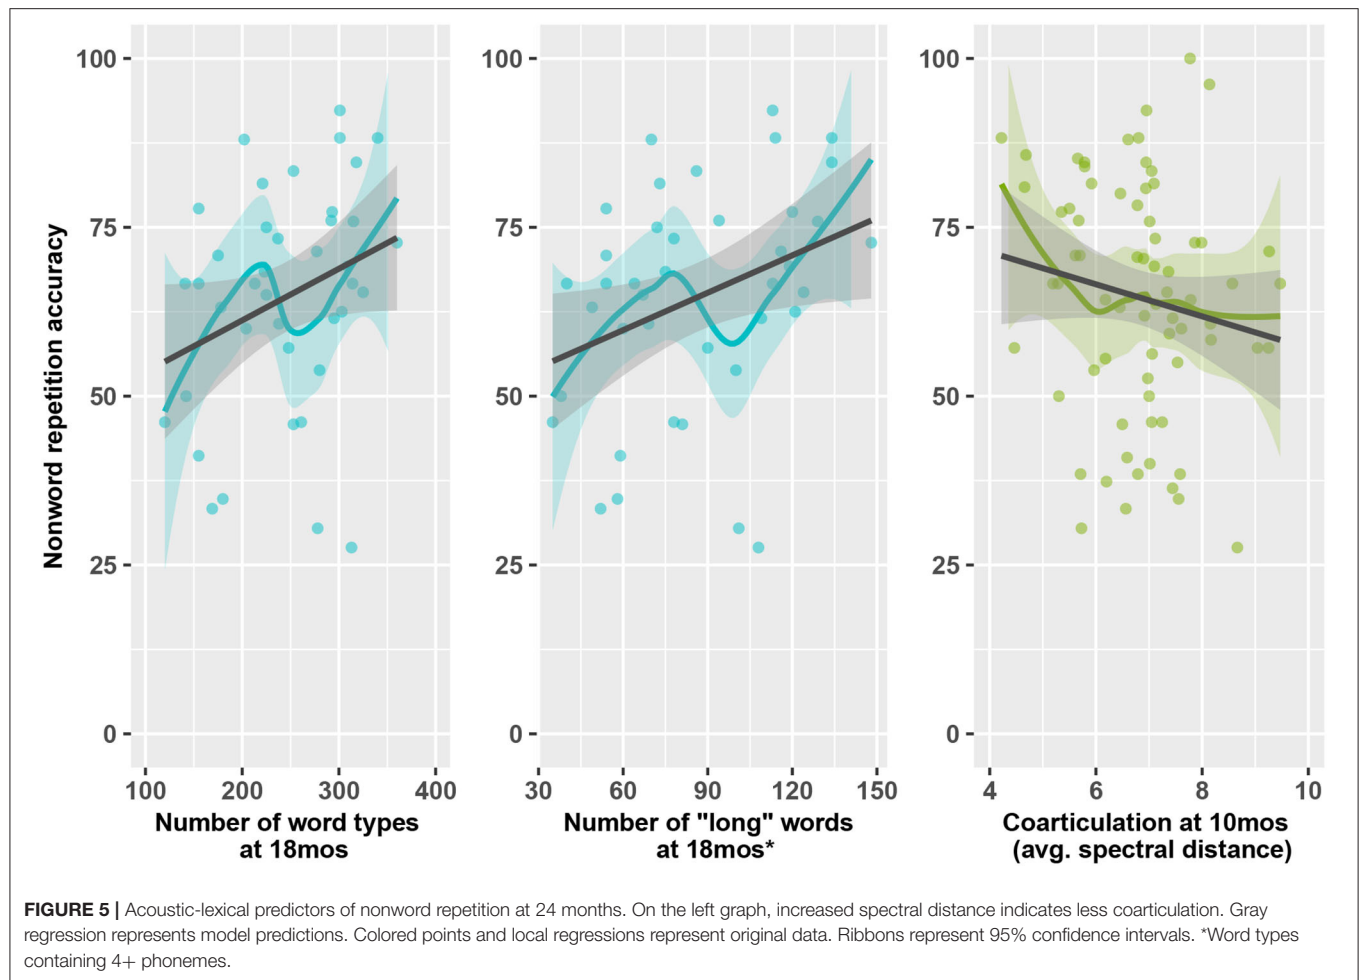 Nonword repetition accuracy
100
75
50
25
0
100 200 300 400
Number of word types
at 18mos
100
75
50
25
0
30 60 90 120 150
Number of "long" words
at 18mos*
100
75
50
25
0
4 6 8 10
Coarticulation at 10mos
(avg. spectral distance)
FIGURE 5 | Acoustic-lexical predictors of nonword repetition at 24 months. On the left graph, increased spectral distance indicates less coarticulation. Gray
regression represents model predictions. Colored points and local regressions represent original data. Ribbons represent 95% confidence intervals. *Word types
containing 4+ phonemes.